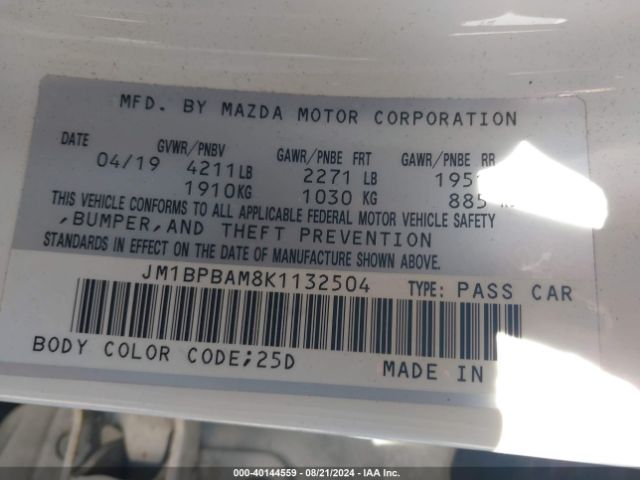 MFD. BY MAZDA MOTOR CORPORATION
DATE GVWR/PNBV GAWR/PNBE FRT GAWR/PNBE RR
04/19 4211LB 2271 LB
1910KG 1030 KG 885
THIS VEHICLE CONFORMS TO ALL APPLICABLE FEDERAL MOTOR VEHICLE SAFETY
,BUMPER,AND THEFT PREVENTION
STANDARDS IN EFFECT ON THE DATE OF MANUFACTURE SHOWN ABOVE.
JM1BPBAM8K1132504 TYPE: PASS CAR
BODY COLOR CODE;25D MADE IN
000-40144559 - 08/21/2024 - IAA Inc.